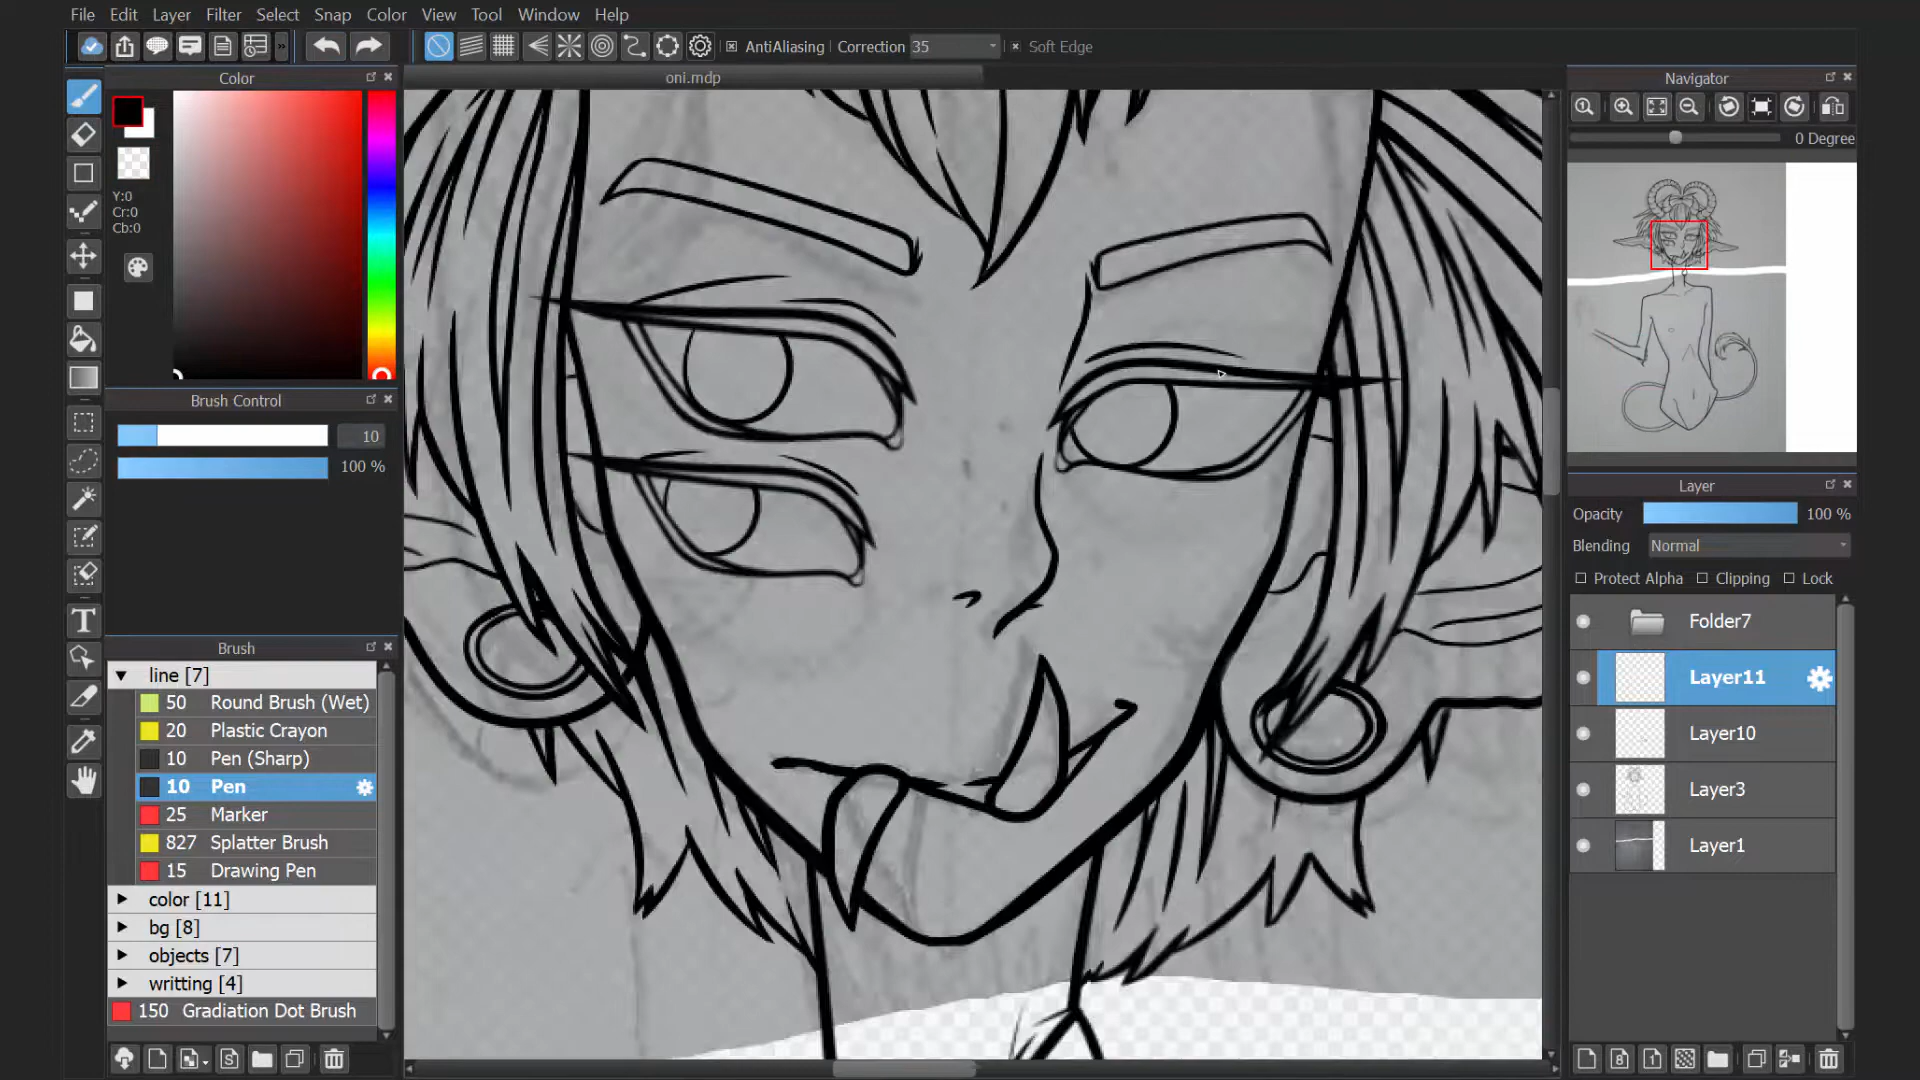 File Edit Layer Filter Select Snap Color View Tool Window Help
AntiAliasing Correction 35 Soft Edge
Color
oni.mdp
Navigator
0 Degree
Y:0
Cr:0
Cb:0
Brush Control
10
100 %
Layer
Opacity 100 %
Blending Normal
Protect Alpha Clipping Lock
Folder7
Layer11
Layer10
Layer3
Layer1
Brush
line [7]
50 Round Brush (Wet)
20 Plastic Crayon
10 Pen (Sharp)
10 Pen
25 Marker
827 Splatter Brush
15 Drawing Pen
color [11]
bg [8]
objects [7]
writting [4]
150 Gradiation Dot Brush